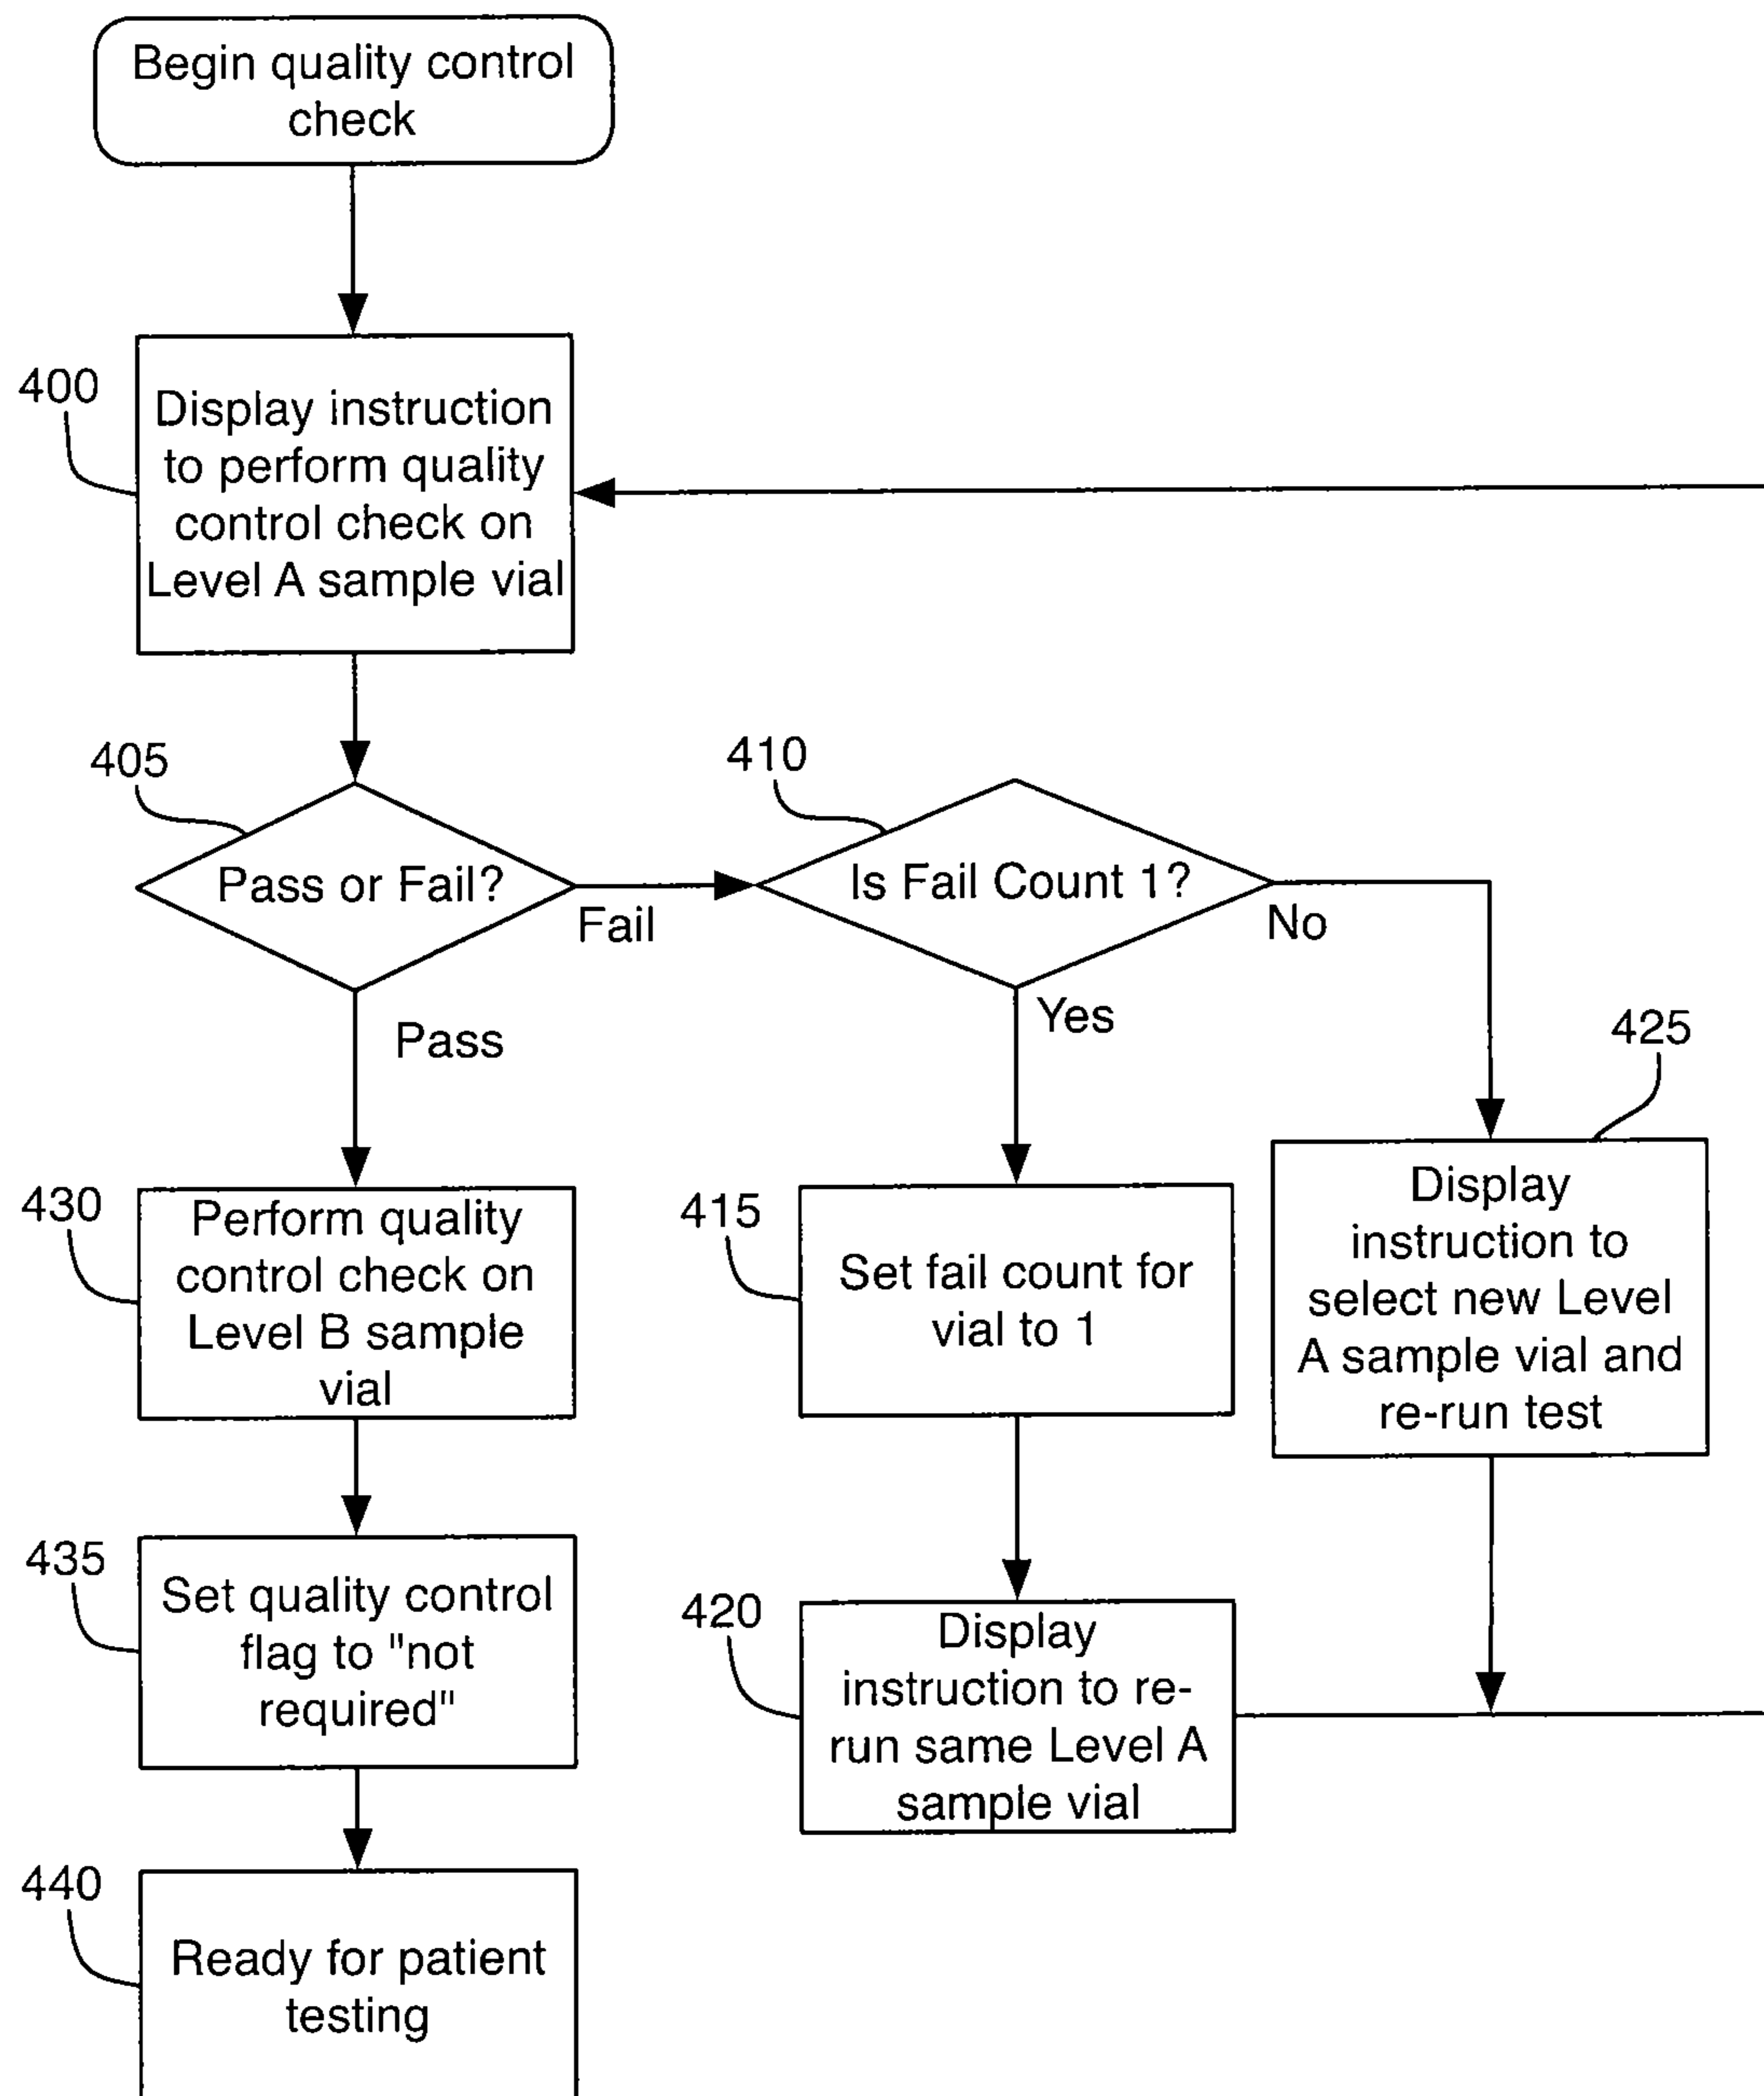 Begin quality control
check
400
Display instruction
to perform quality
control check on
Level A sample vial
405
Pass or Fail?
Fail
410
Is Fail Count 1?
No
Yes
Pass
425
Display
instruction to
select new Level
A sample vial and
re-run test
430
Perform quality
control check on
Level B sample
vial
415
Set fail count for
vial to 1
435
Set quality control
flag to "not
required"
420
Display
instruction to re-
run same Level A
sample vial
440
Ready for patient
testing